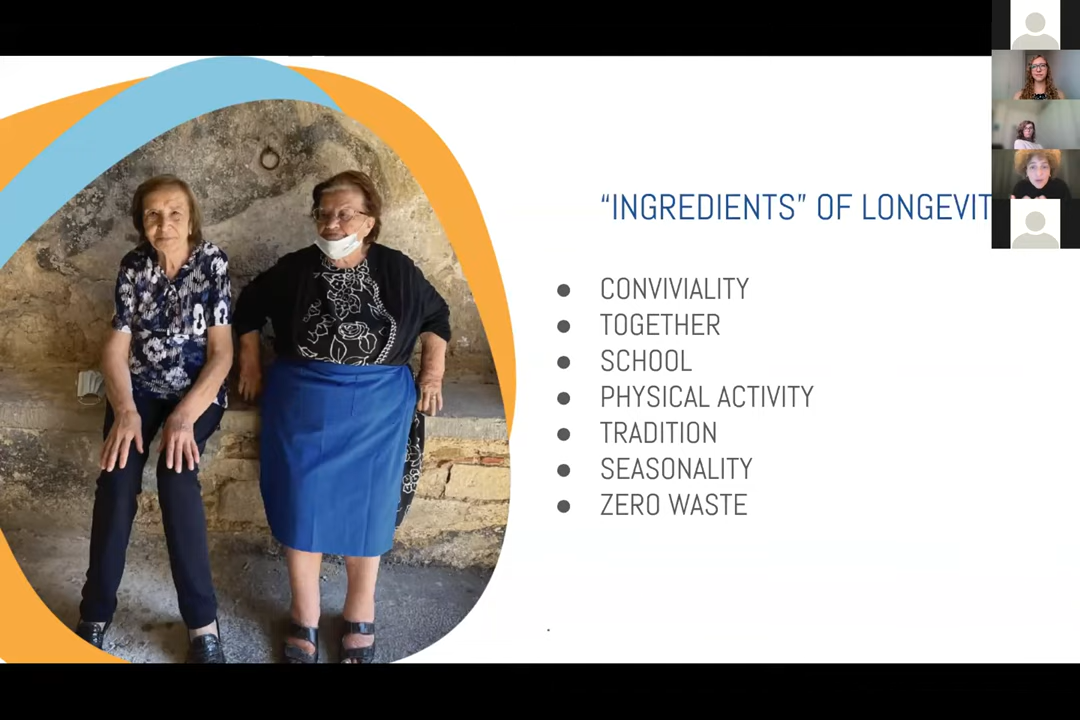 “INGREDIENTS” OF LONGEVIT
CONVIVIALITY
TOGETHER
SCHOOL
PHYSICAL ACTIVITY
TRADITION
SEASONALITY
ZERO WASTE